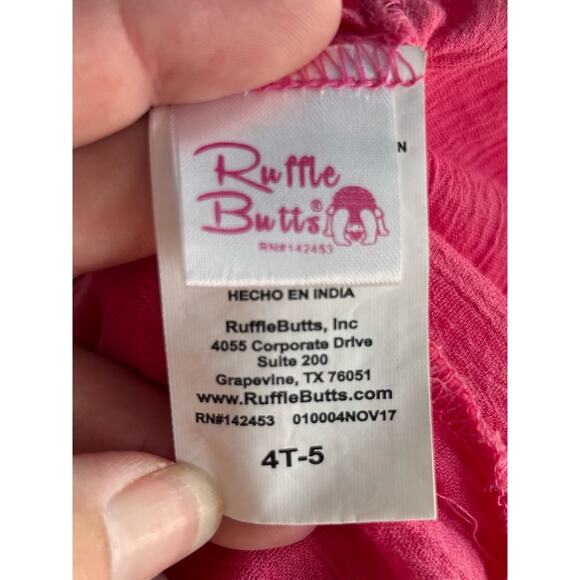 Ruffle
Butts®
RN#142453
N
HECHO EN INDIA
RuffleButts, Inc
4055 Corporate Drive
Suite 200
Grapevine, TX 76051
www.RuffleButts.com
RN#142453 010004NOV17
4T-5